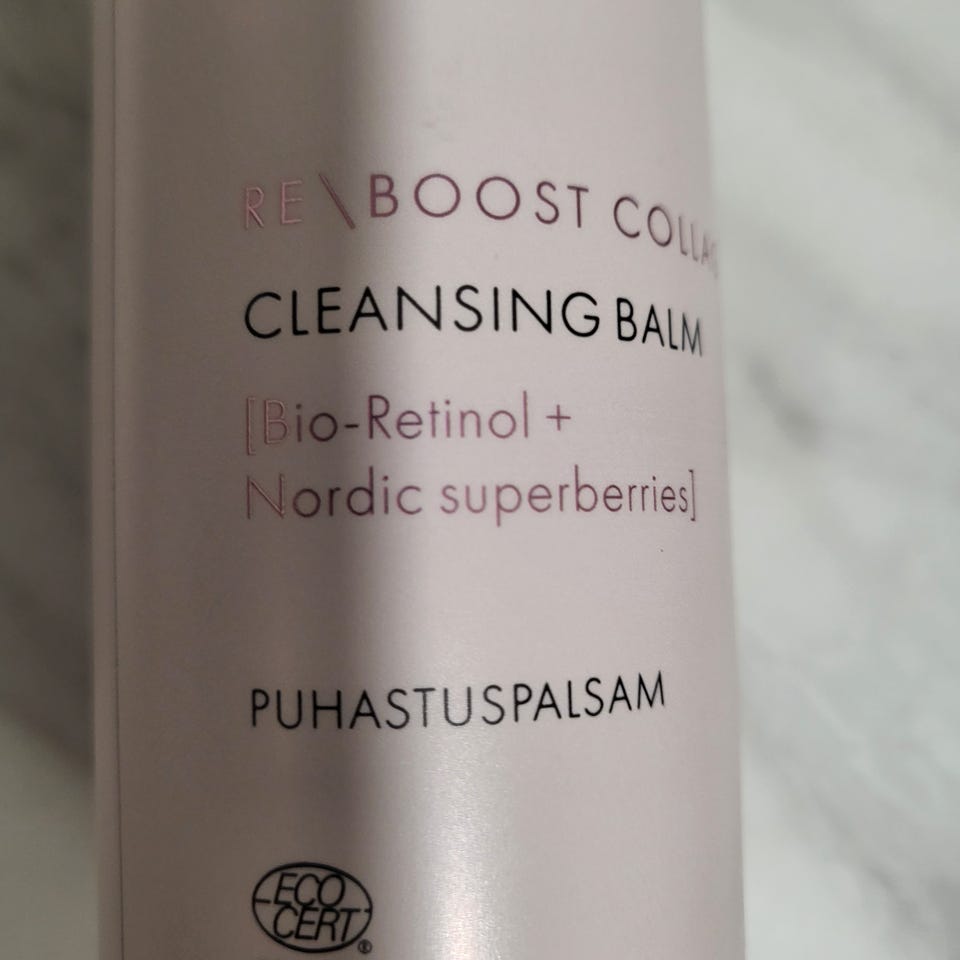 RE\BOOST
CLEANSING BALM
[Bio-Retinol +
Nordic superberries]
PUHASTUSPALSAM
ECO
CERT
®